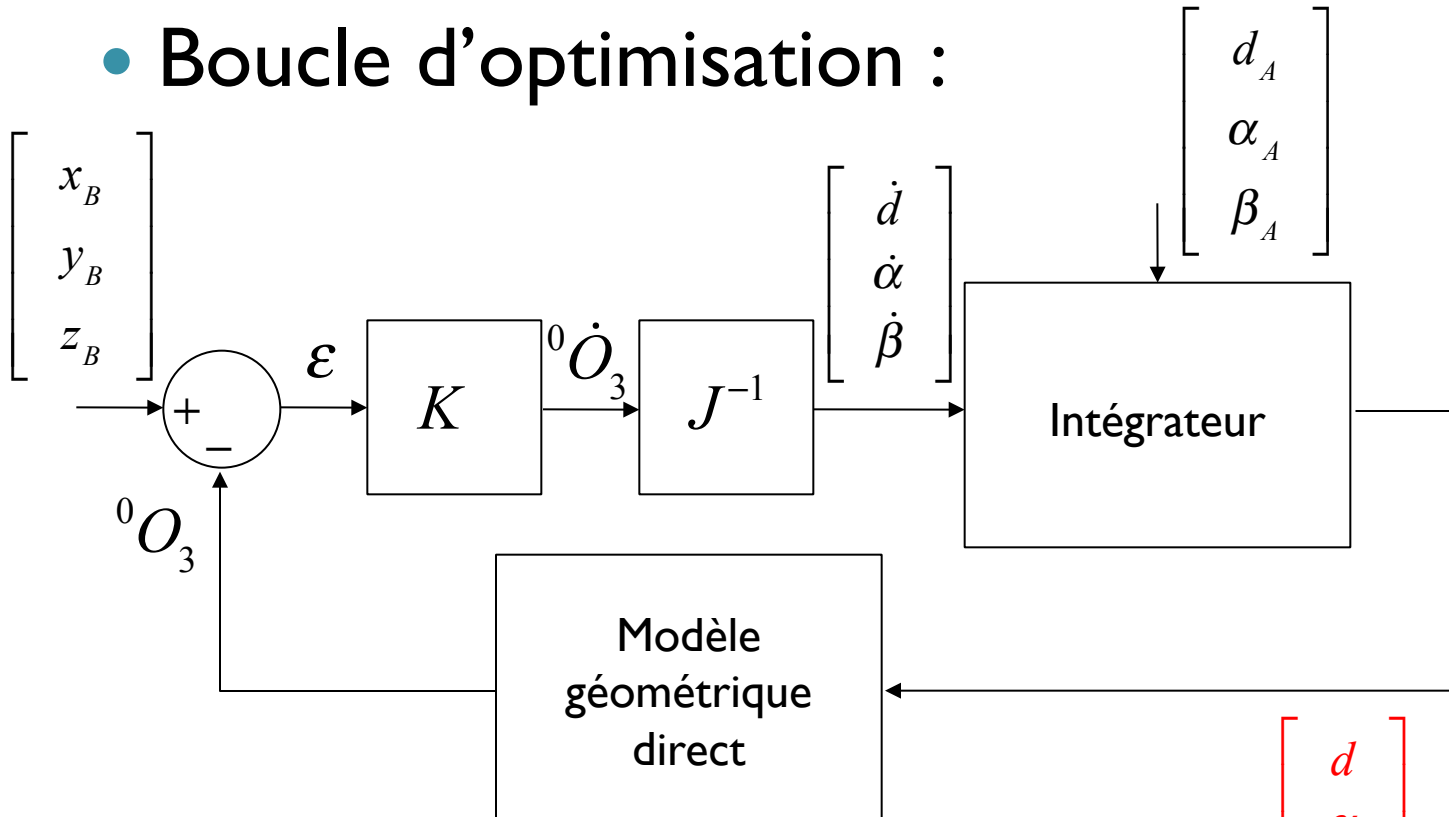 • Boucle d'optimisation :
d_A
α_A
β_A
x_B
y_B
z_B
ḋ
α̇
β̇
ε
⁰Ȯ₃
+
−
K
J⁻¹
Intégrateur
⁰O₃
Modèle
géométrique
direct
d